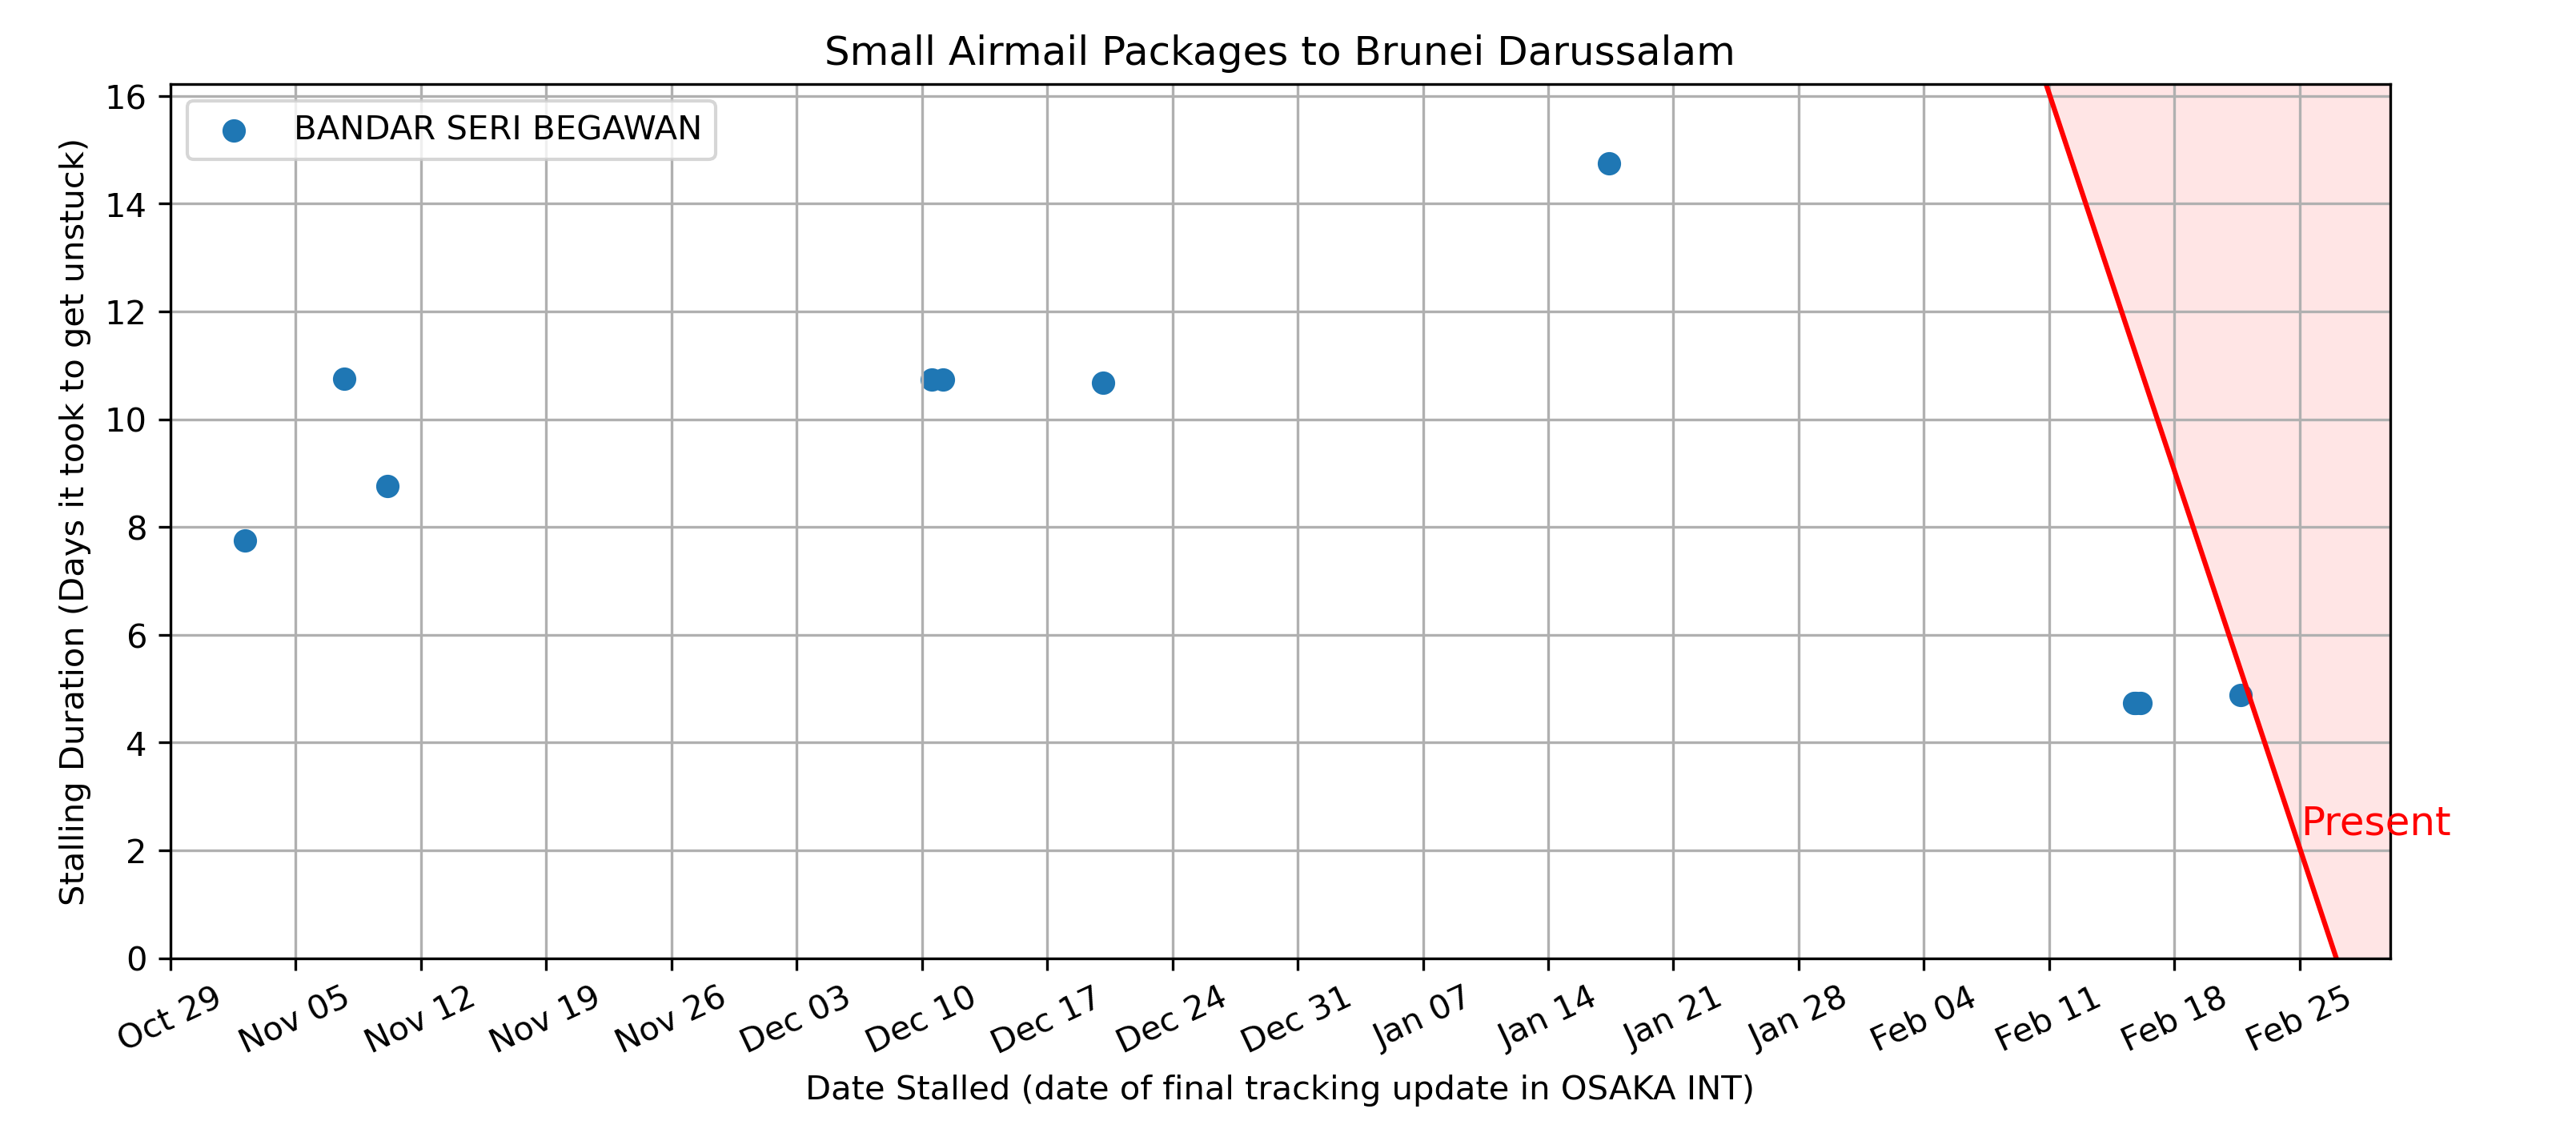 Small Airmail Packages to Brunei Darussalam
BANDAR SERI BEGAWAN
Stalling Duration (Days it took to get unstuck)
16
14
12
10
8
6
4
2
0
Present
Oct 29
Nov 05
Nov 12
Nov 19
Nov 26
Dec 03
Dec 10
Dec 17
Dec 24
Dec 31
Jan 07
Jan 14
Jan 21
Jan 28
Feb 04
Feb 11
Feb 18
Feb 25
Date Stalled (date of final tracking update in OSAKA INT)